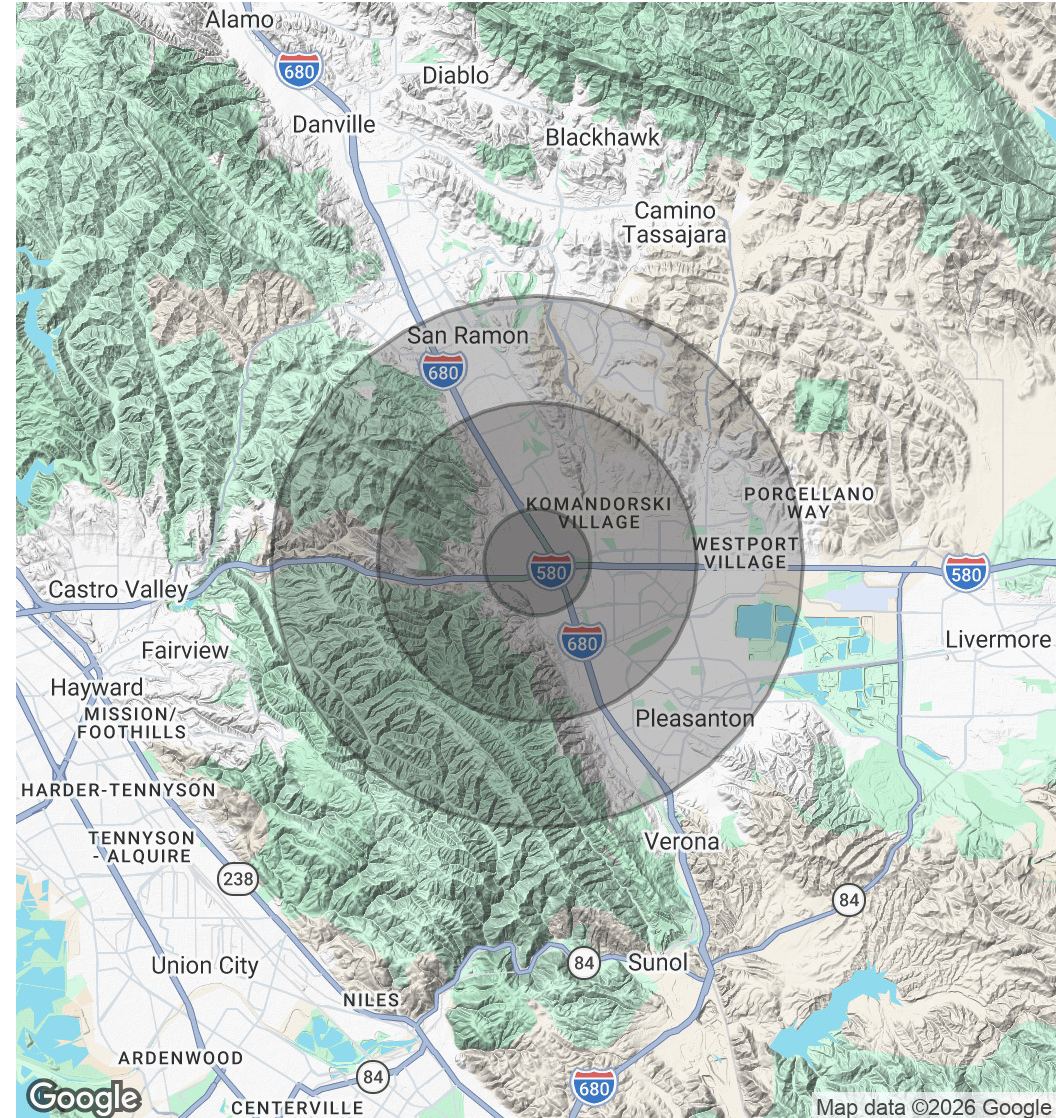 Alamo
680
Diablo
Danville
Blackhawk
Camino
Tassajara
San Ramon
680
KOMANDORSKI
VILLAGE
PORCELLANO
WAY
WESTPORT
VILLAGE
580
580
Castro Valley
Livermore
680
Fairview
Hayward
MISSION/
FOOTHILLS
Pleasanton
HARDER-TENNYSON
TENNYSON
- ALQUIRE
Verona
238
84
Union City
84
Sunol
NILES
ARDENWOOD
84
680
Google
CENTERVILLE
Map data ©2026 Google